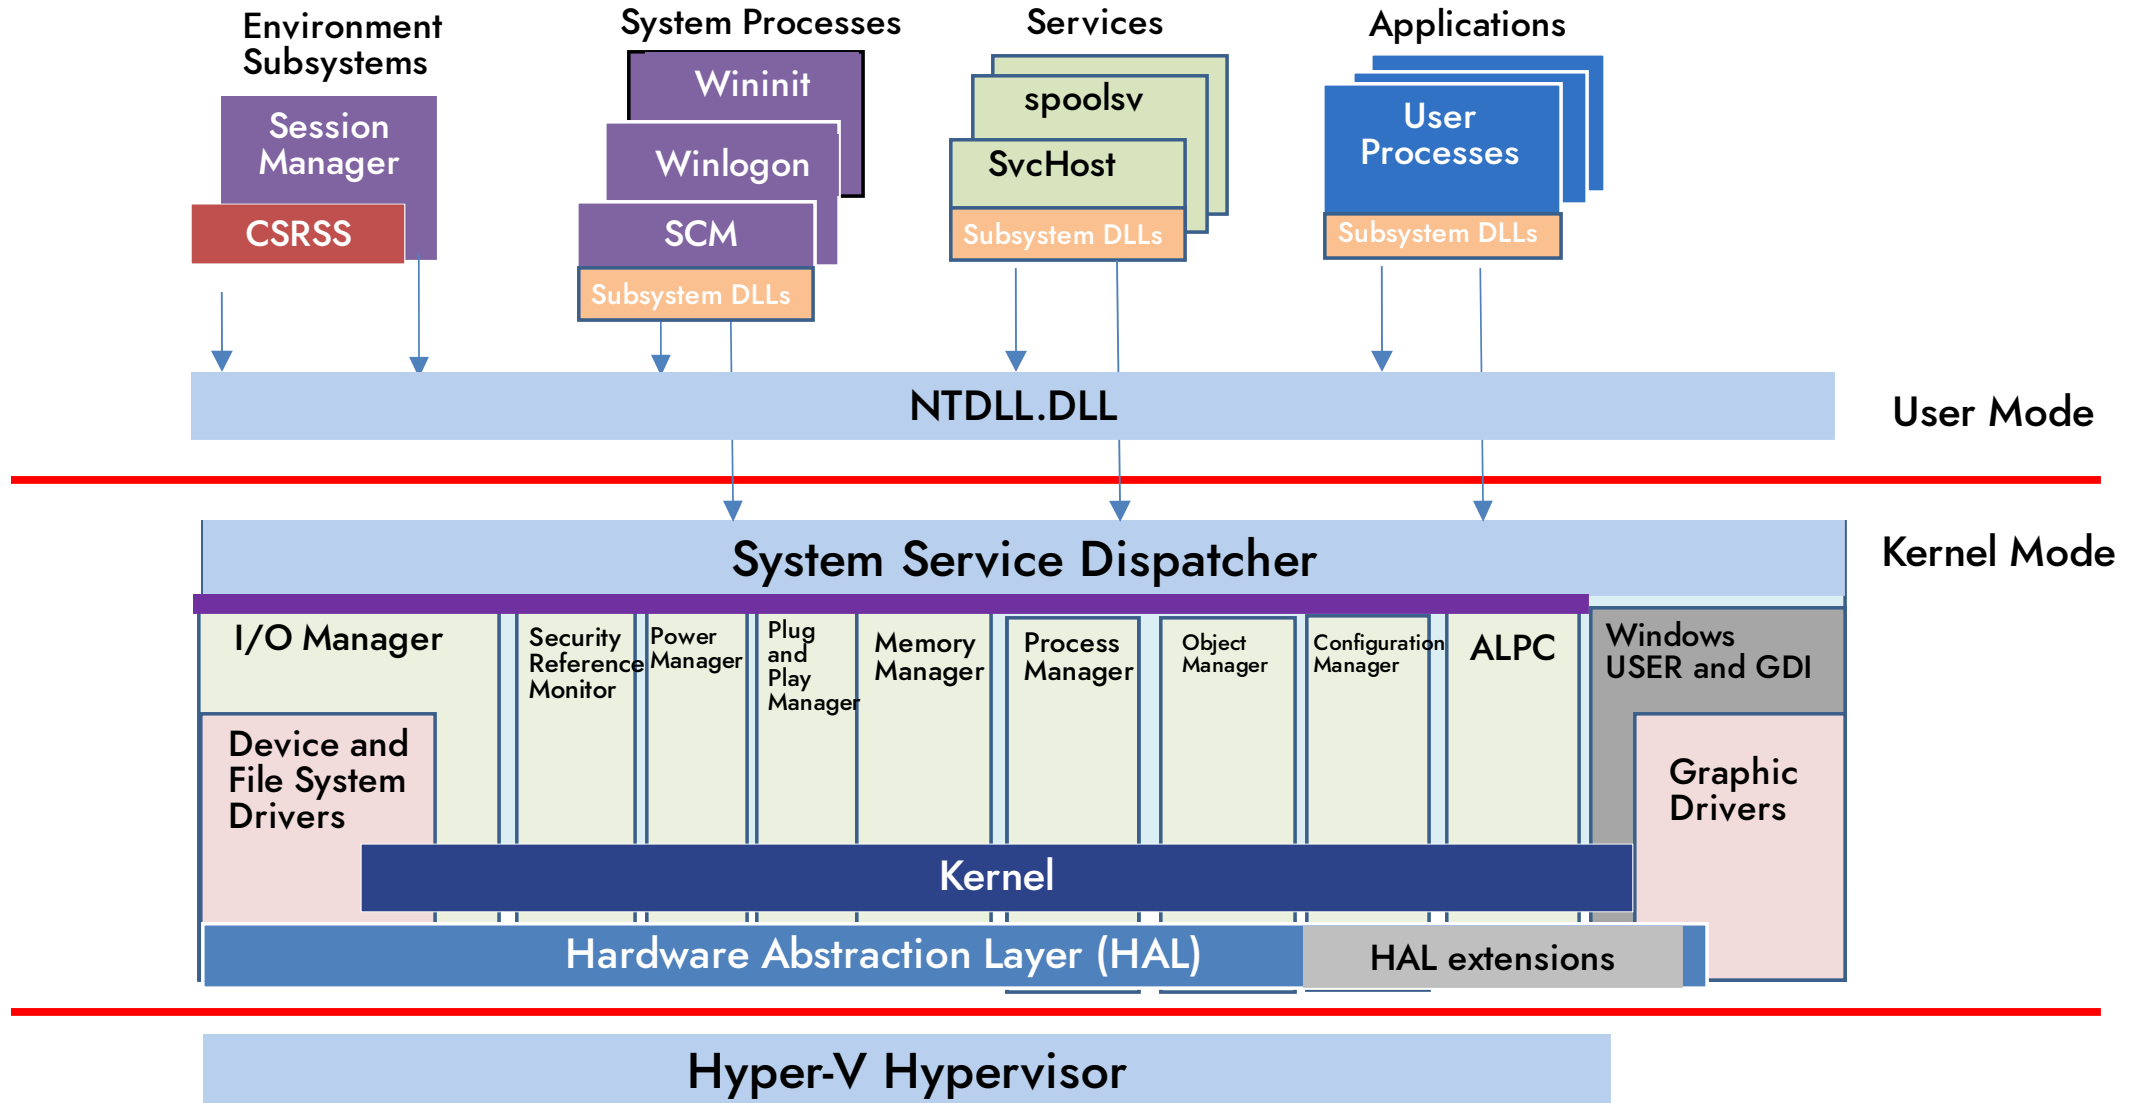 Environment
Subsystems
System Processes
Services
Applications
Session
Manager
CSRSS
Wininit
Winlogon
SCM
Subsystem DLLs
spoolsv
SvcHost
Subsystem DLLs
User
Processes
Subsystem DLLs
NTDLL.DLL
User Mode
System Service Dispatcher
Kernel Mode
I/O Manager
Security
Reference
Monitor
Power
Manager
Plug
and
Play
Manager
Memory
Manager
Process
Manager
Object
Manager
Configuration
Manager
ALPC
Windows
USER and GDI
Device and
File System
Drivers
Graphic
Drivers
Kernel
Hardware Abstraction Layer (HAL)
HAL extensions
Hyper-V Hypervisor